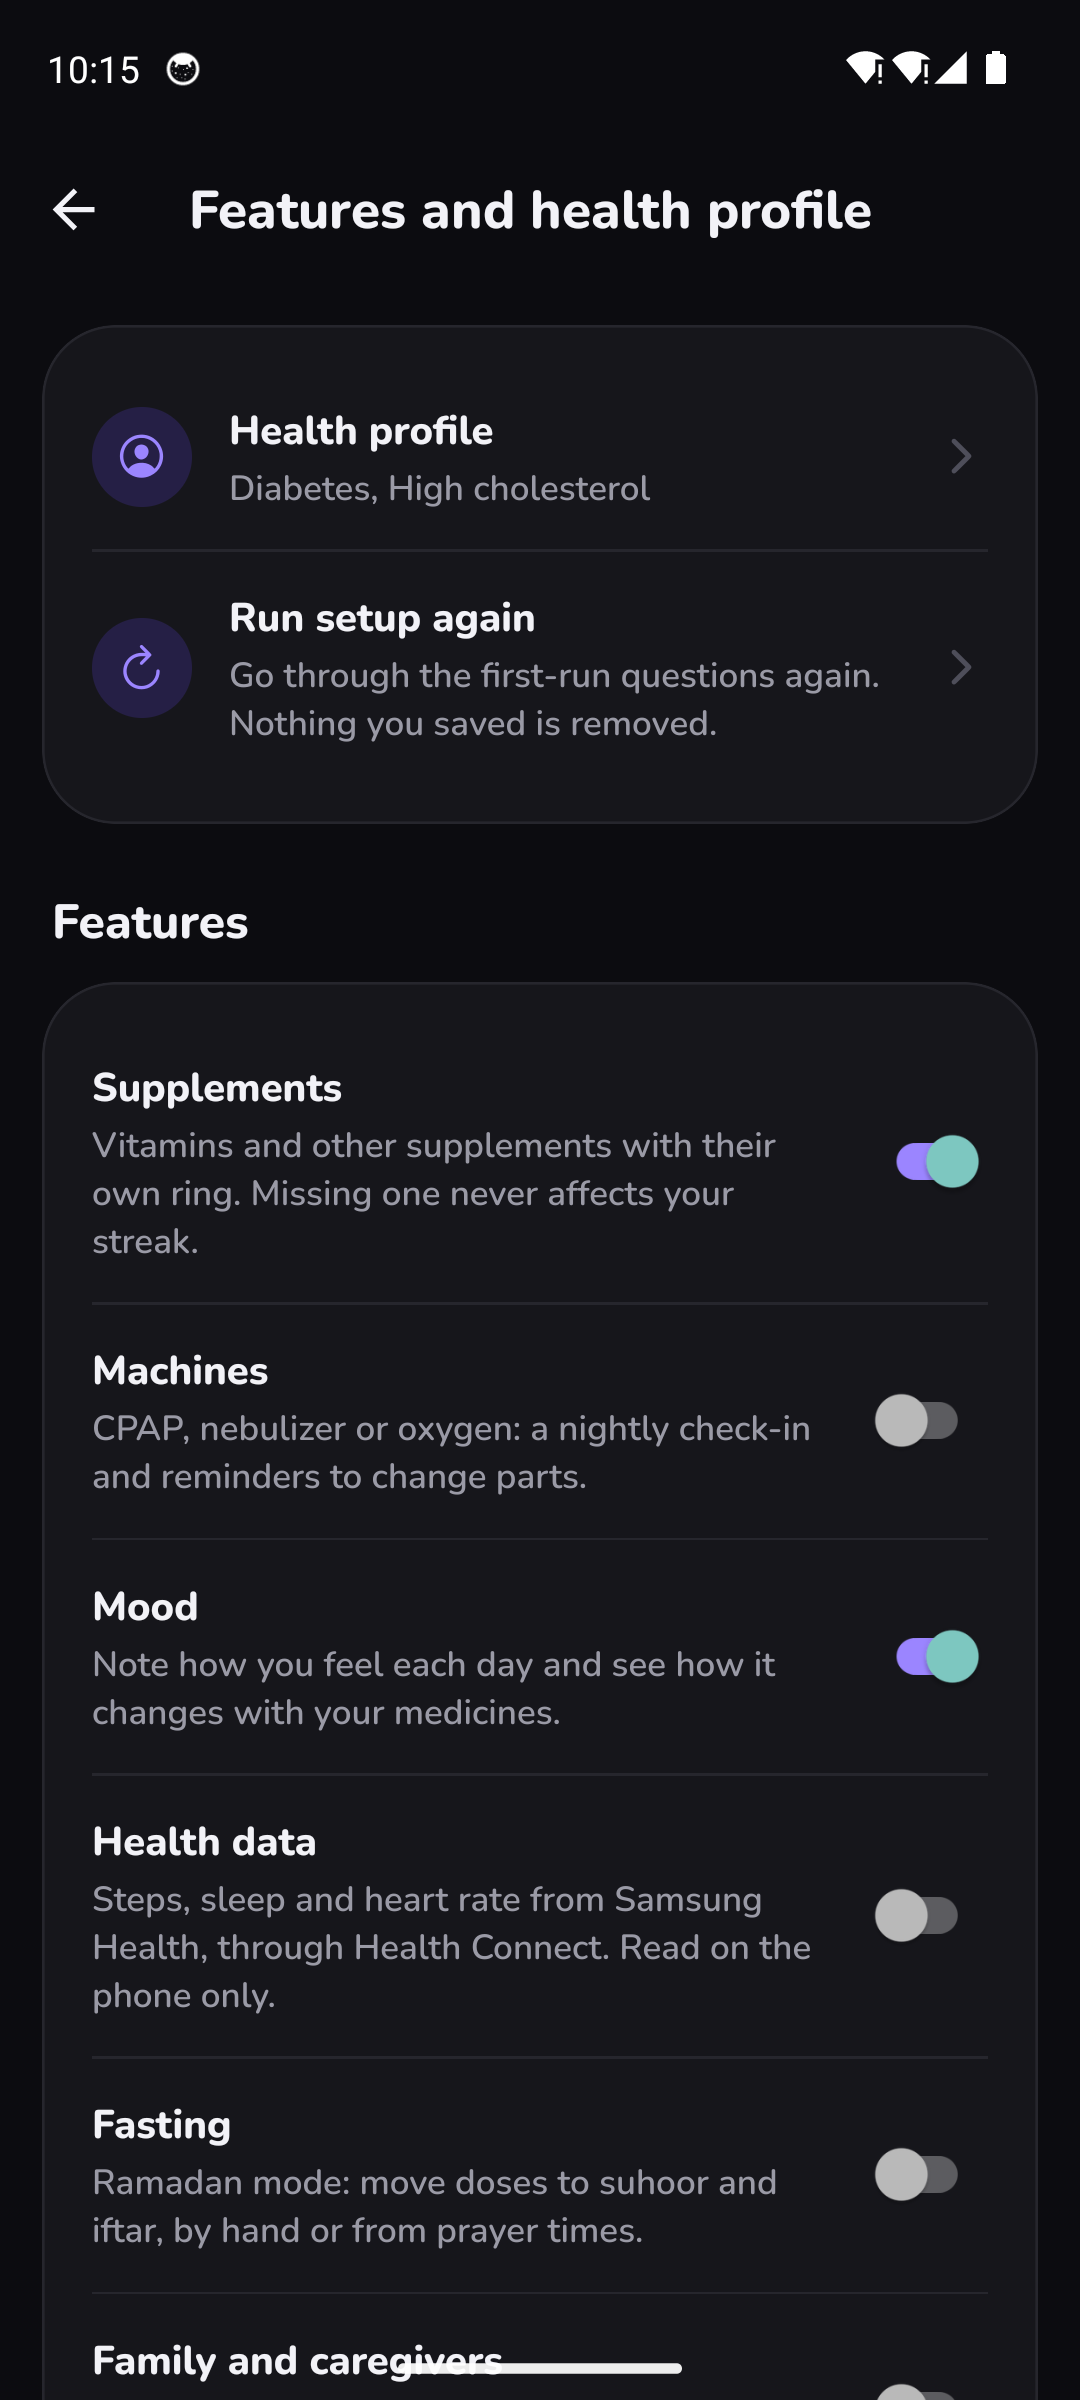 10:15
Features and health profile
Health profile
Diabetes, High cholesterol
Run setup again
Go through the first-run questions again.
Nothing you saved is removed.
Features
Supplements
Vitamins and other supplements with their
own ring. Missing one never affects your
streak.
Machines
CPAP, nebulizer or oxygen: a nightly check-in
and reminders to change parts.
Mood
Note how you feel each day and see how it
changes with your medicines.
Health data
Steps, sleep and heart rate from Samsung
Health, through Health Connect. Read on the
phone only.
Fasting
Ramadan mode: move doses to suhoor and
iftar, by hand or from prayer times.
Family and caregivers